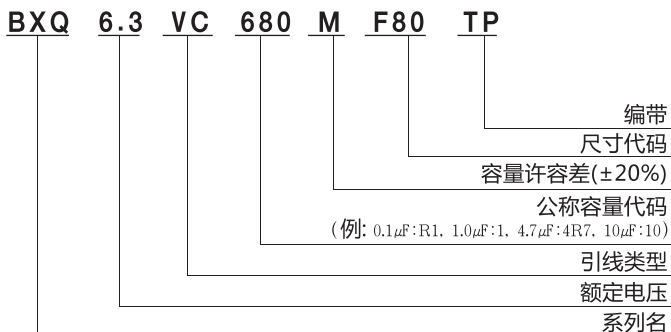 BXQ 6.3 VC 680 M F80 TP
编带
尺寸代码
容量许容差(±20%)
公称容量代码
(例: 0.1μF:R1, 1.0μF:1, 4.7μF:4R7, 10μF:10)
引线类型
额定电压
系列名